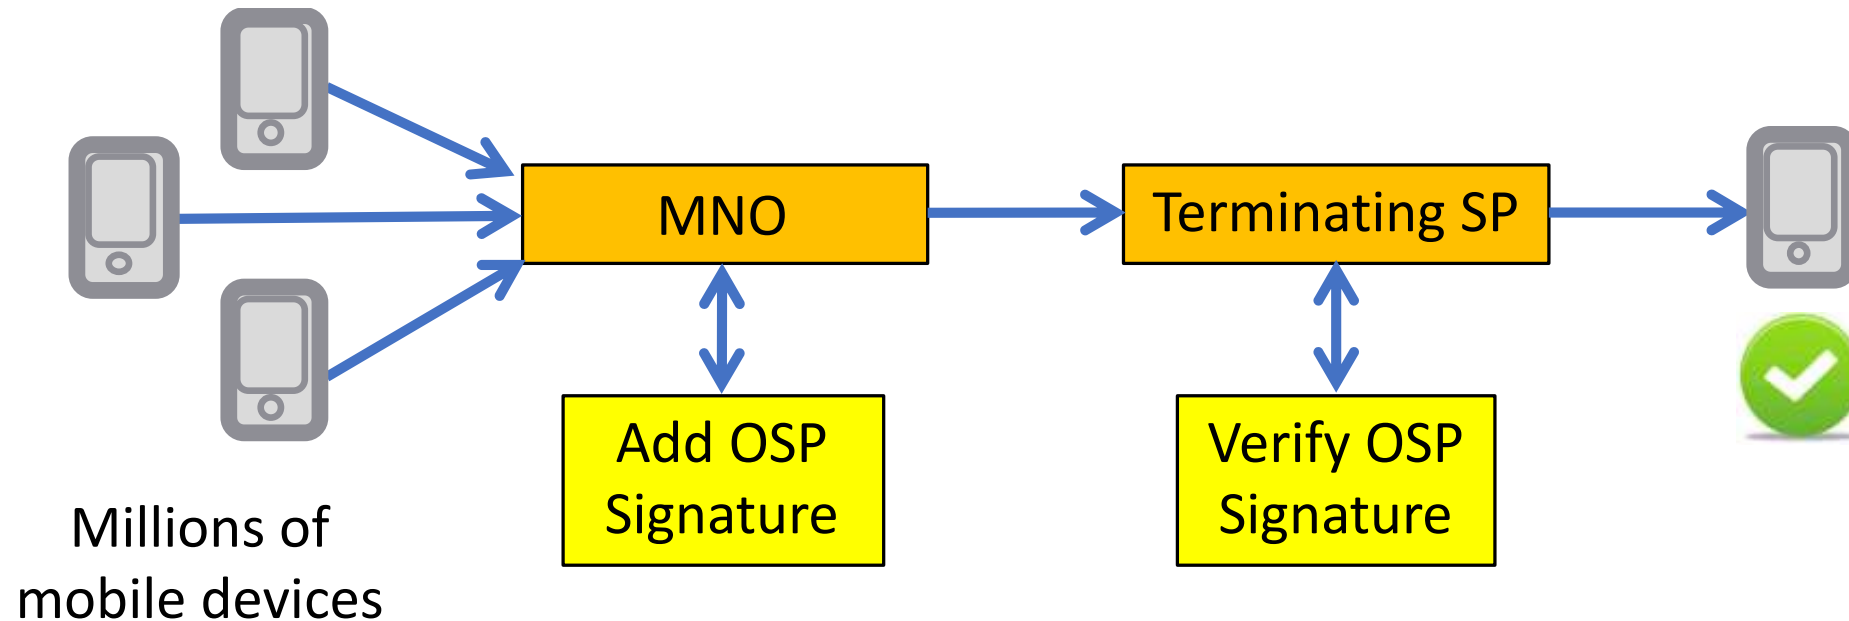 MNO
Terminating SP
Add OSP
Signature
Verify OSP
Signature
Millions of
mobile devices